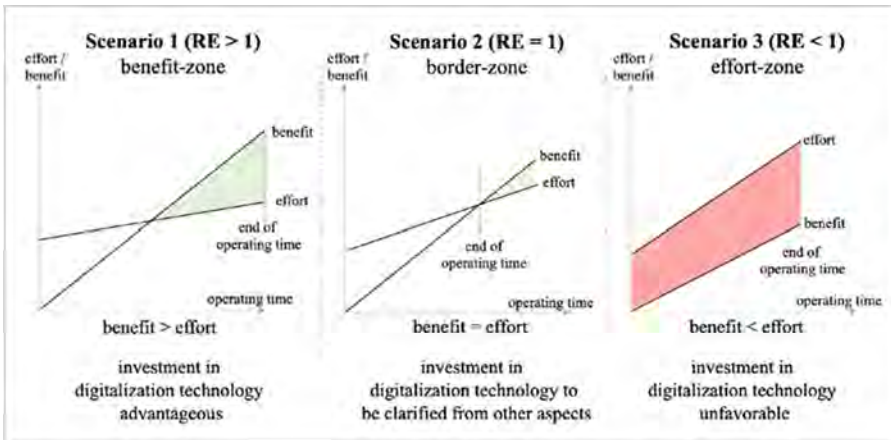 Scenario 1 (RE > 1)
benefit-zone
effort /
benefit
benefit
effort
end of
operating time
operating time
benefit > effort
investment in
digitalization technology
advantageous
Scenario 2 (RE = 1)
border-zone
effort /
benefit
benefit
effort
end of
operating time
operating time
benefit = effort
investment in
digitalization technology to
be clarified from other aspects
Scenario 3 (RE < 1)
effort-zone
effort /
benefit
effort
benefit
end of
operating time
operating time
benefit < effort
investment in
digitalization technology
unfavorable